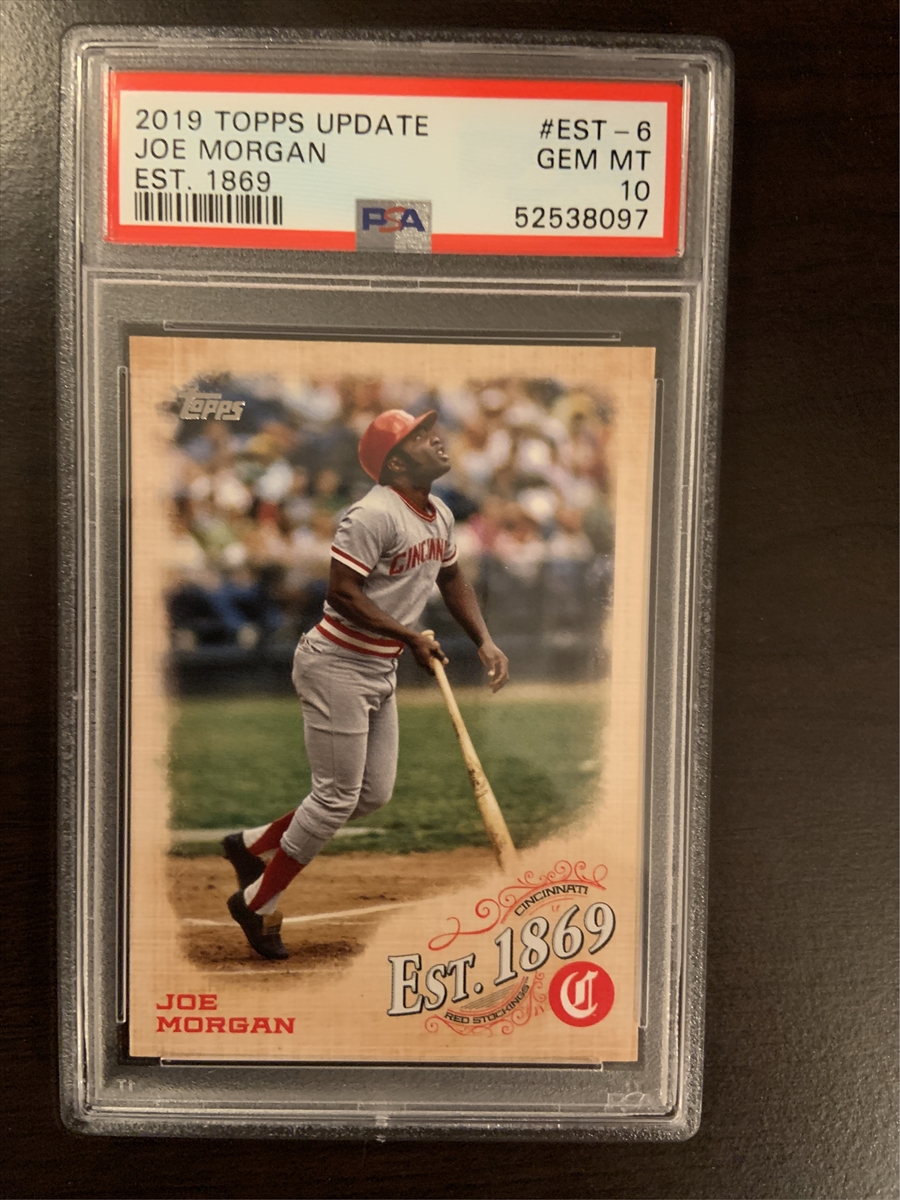 2019 TOPPS UPDATE #EST - 6
JOE MORGAN GEM MT
EST. 1869 10
PSA 52538097
Topps
CINCINN
CINCINNATI
EST. 1869
RED STOCKINGS
C
JOE
MORGAN